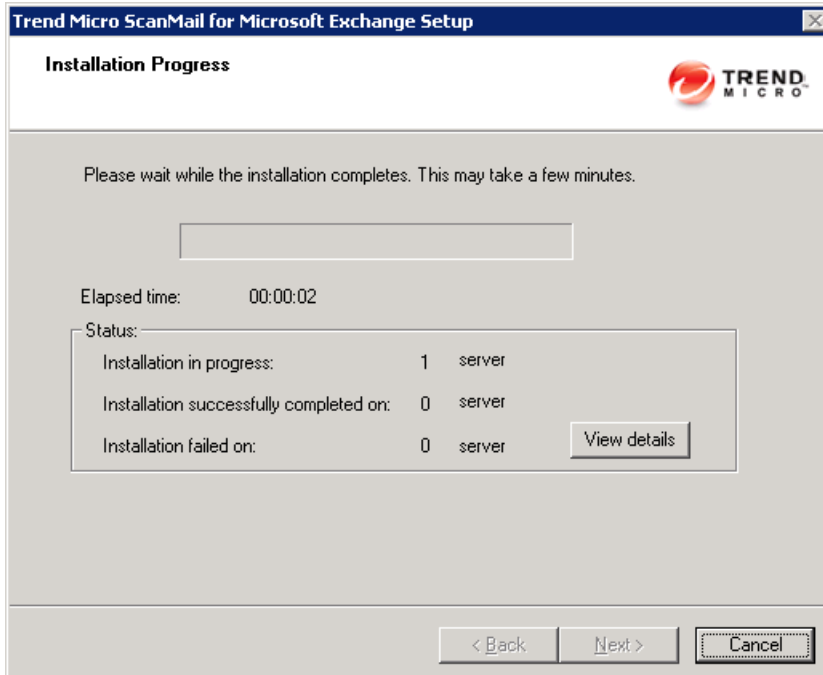 Trend Micro ScanMail for Microsoft Exchange Setup
Installation Progress
TREND
MICRO™
Please wait while the installation completes. This may take a few minutes.
Elapsed time: 00:00:02
Status:
Installation in progress: 1 server
Installation successfully completed on: 0 server
Installation failed on: 0 server
View details
< Back
Next >
Cancel